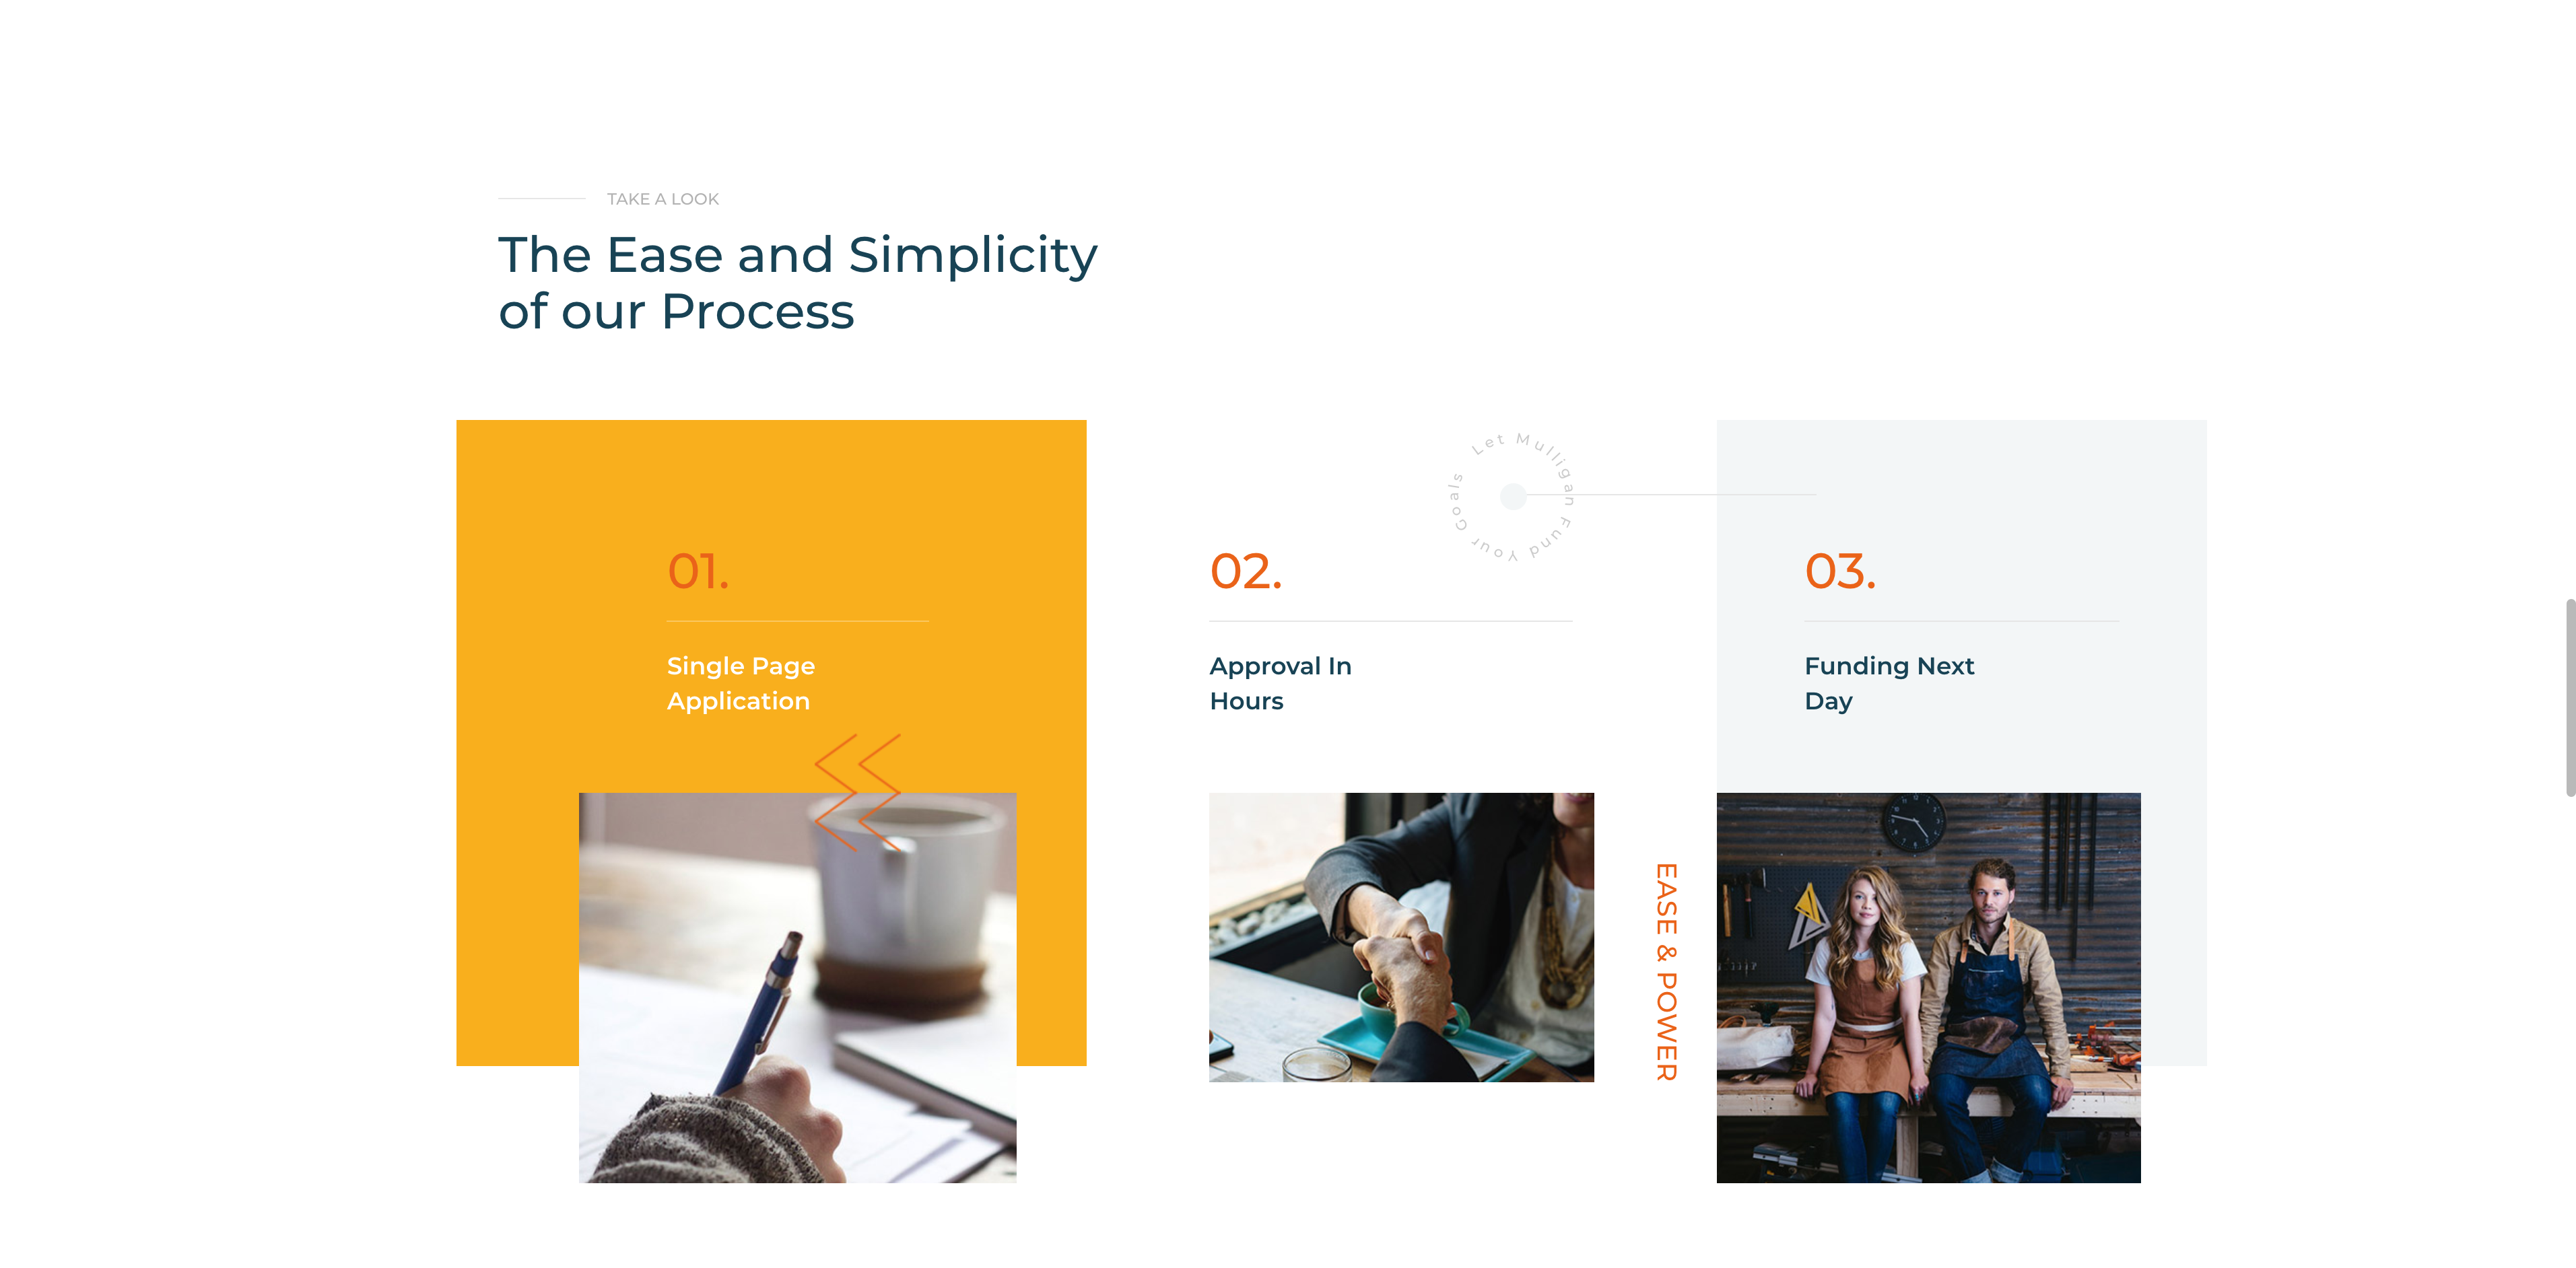 TAKE A LOOK
The Ease and Simplicity
of our Process
Let Mulligan Fund Your Goals
01.
Single Page
Application
02.
Approval In
Hours
03.
Funding Next
Day
EASE & POWER